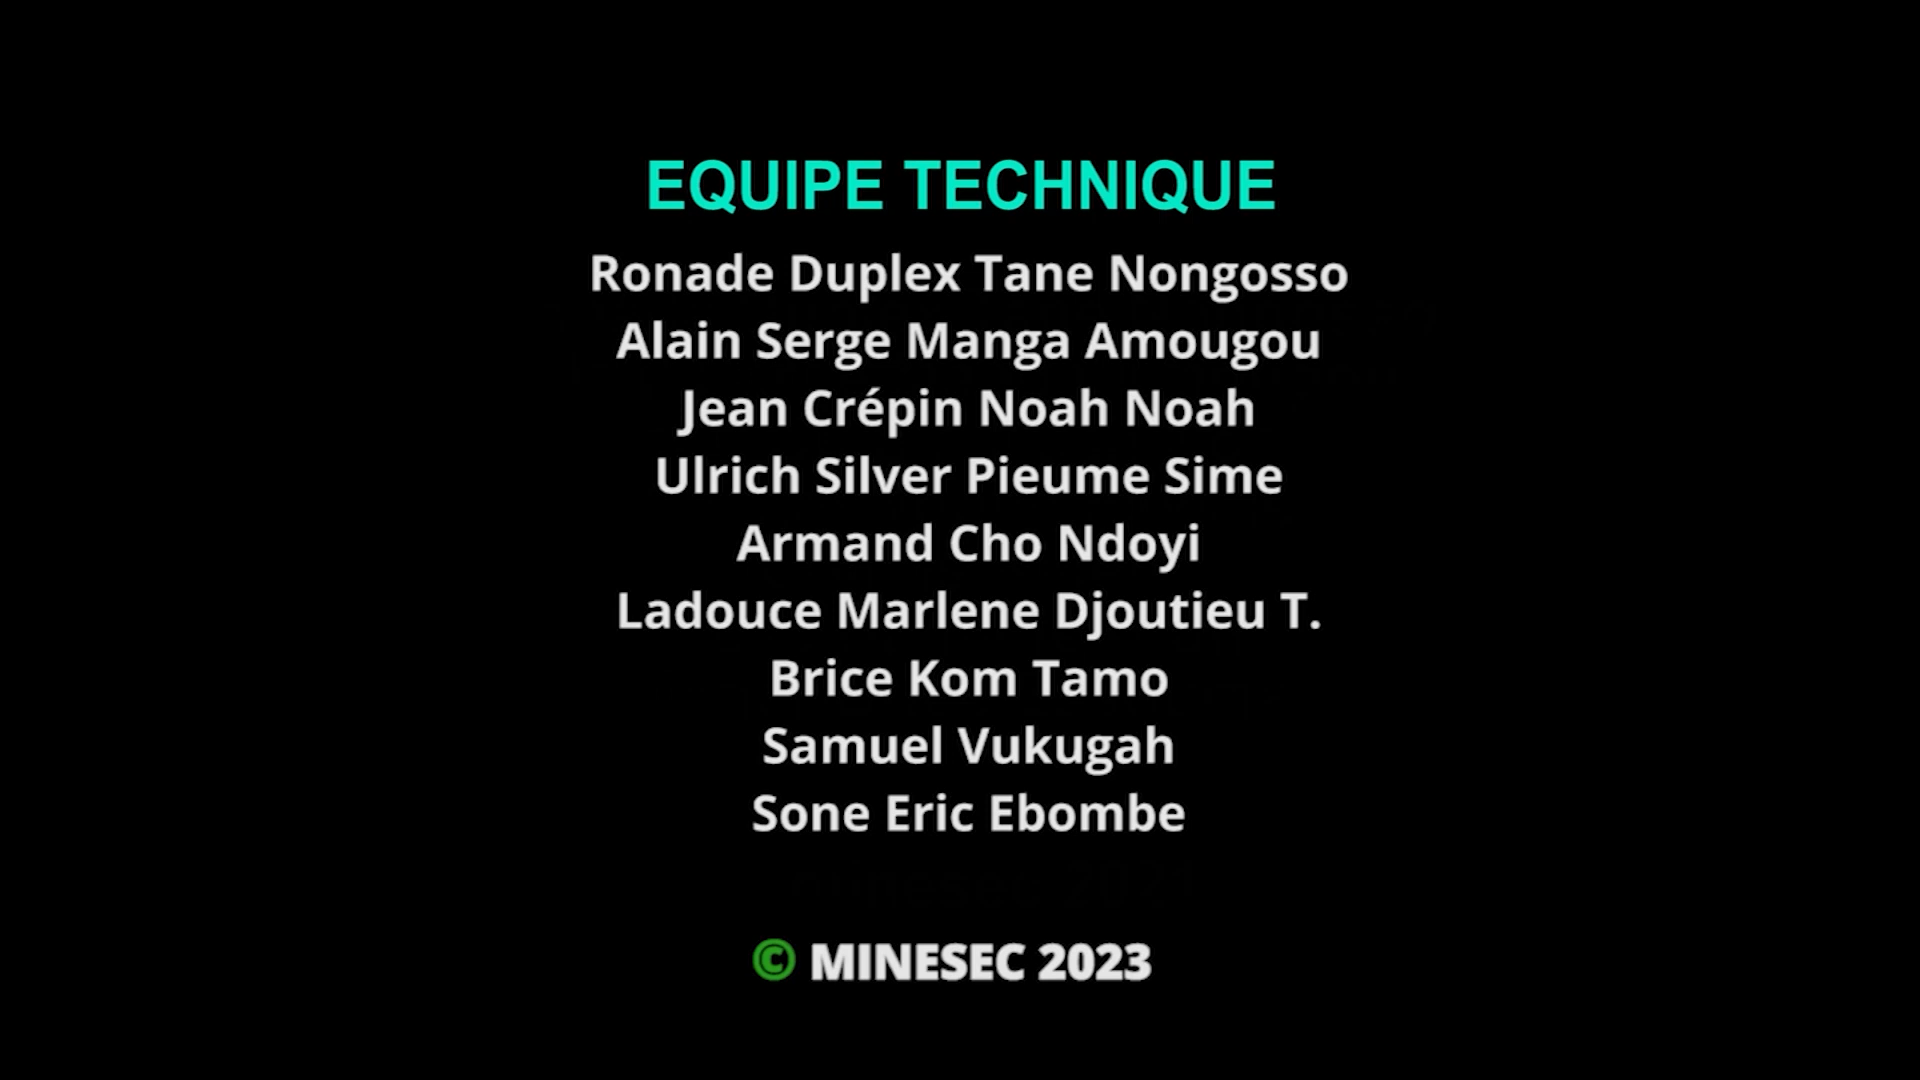 EQUIPE TECHNIQUE
Ronade Duplex Tane Nongosso
Alain Serge Manga Amougou
Jean Crépin Noah Noah
Ulrich Silver Pieume Sime
Armand Cho Ndoyi
Ladouce Marlene Djoutieu T.
Brice Kom Tamo
Samuel Vukugah
Sone Eric Ebombe
© MINESEC 2023